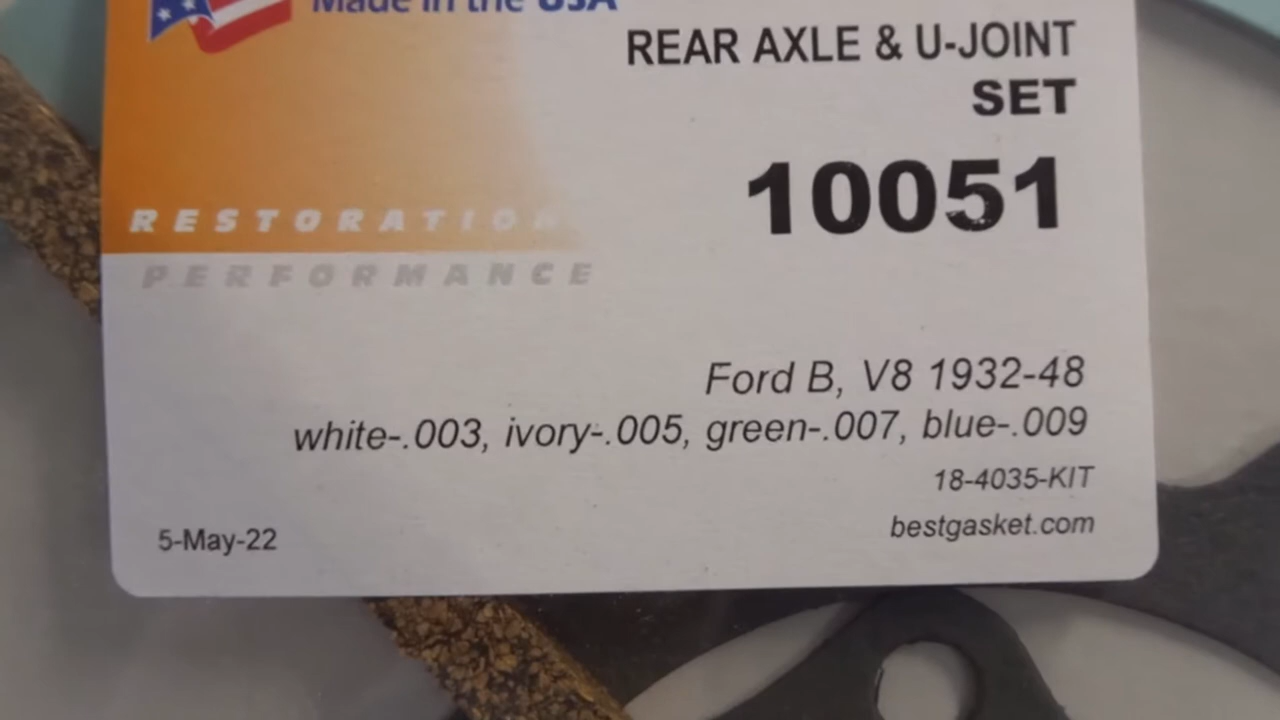 Made in the USA
REAR AXLE & U-JOINT
SET
10051
RESTORATION
PERFORMANCE
Ford B, V8 1932-48
white-.003, ivory-.005, green-.007, blue-.009
18-4035-KIT
5-May-22
bestgasket.com